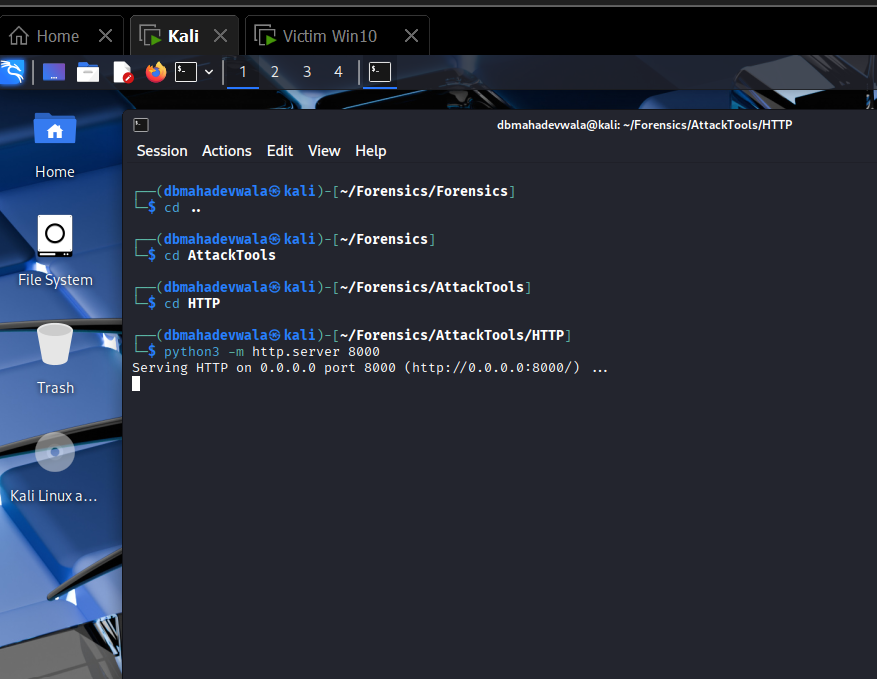 Home
Kali
Victim Win10
1 2 3 4
dbmahadevwala@kali: ~/Forensics/AttackTools/HTTP
Session Actions Edit View Help
Home
File System
Trash
Kali Linux a...
┌──(dbmahadevwala㉿kali)-[~/Forensics/Forensics]
└─$ cd ..
┌──(dbmahadevwala㉿kali)-[~/Forensics]
└─$ cd AttackTools
┌──(dbmahadevwala㉿kali)-[~/Forensics/AttackTools]
└─$ cd HTTP
┌──(dbmahadevwala㉿kali)-[~/Forensics/AttackTools/HTTP]
└─$ python3 -m http.server 8000
Serving HTTP on 0.0.0.0 port 8000 (http://0.0.0.0:8000/) ...